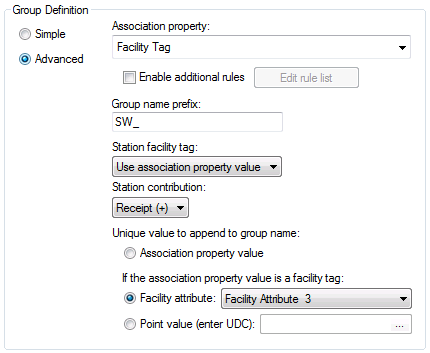 Group Definition
Simple
Advanced
Association property:
Facility Tag
Enable additional rules
Edit rule list
Group name prefix:
SW_
Station facility tag:
Use association property value
Station contribution:
Receipt (+)
Unique value to append to group name:
Association property value
If the association property value is a facility tag:
Facility attribute:
Facility Attribute 3
Point value (enter UDC):
...